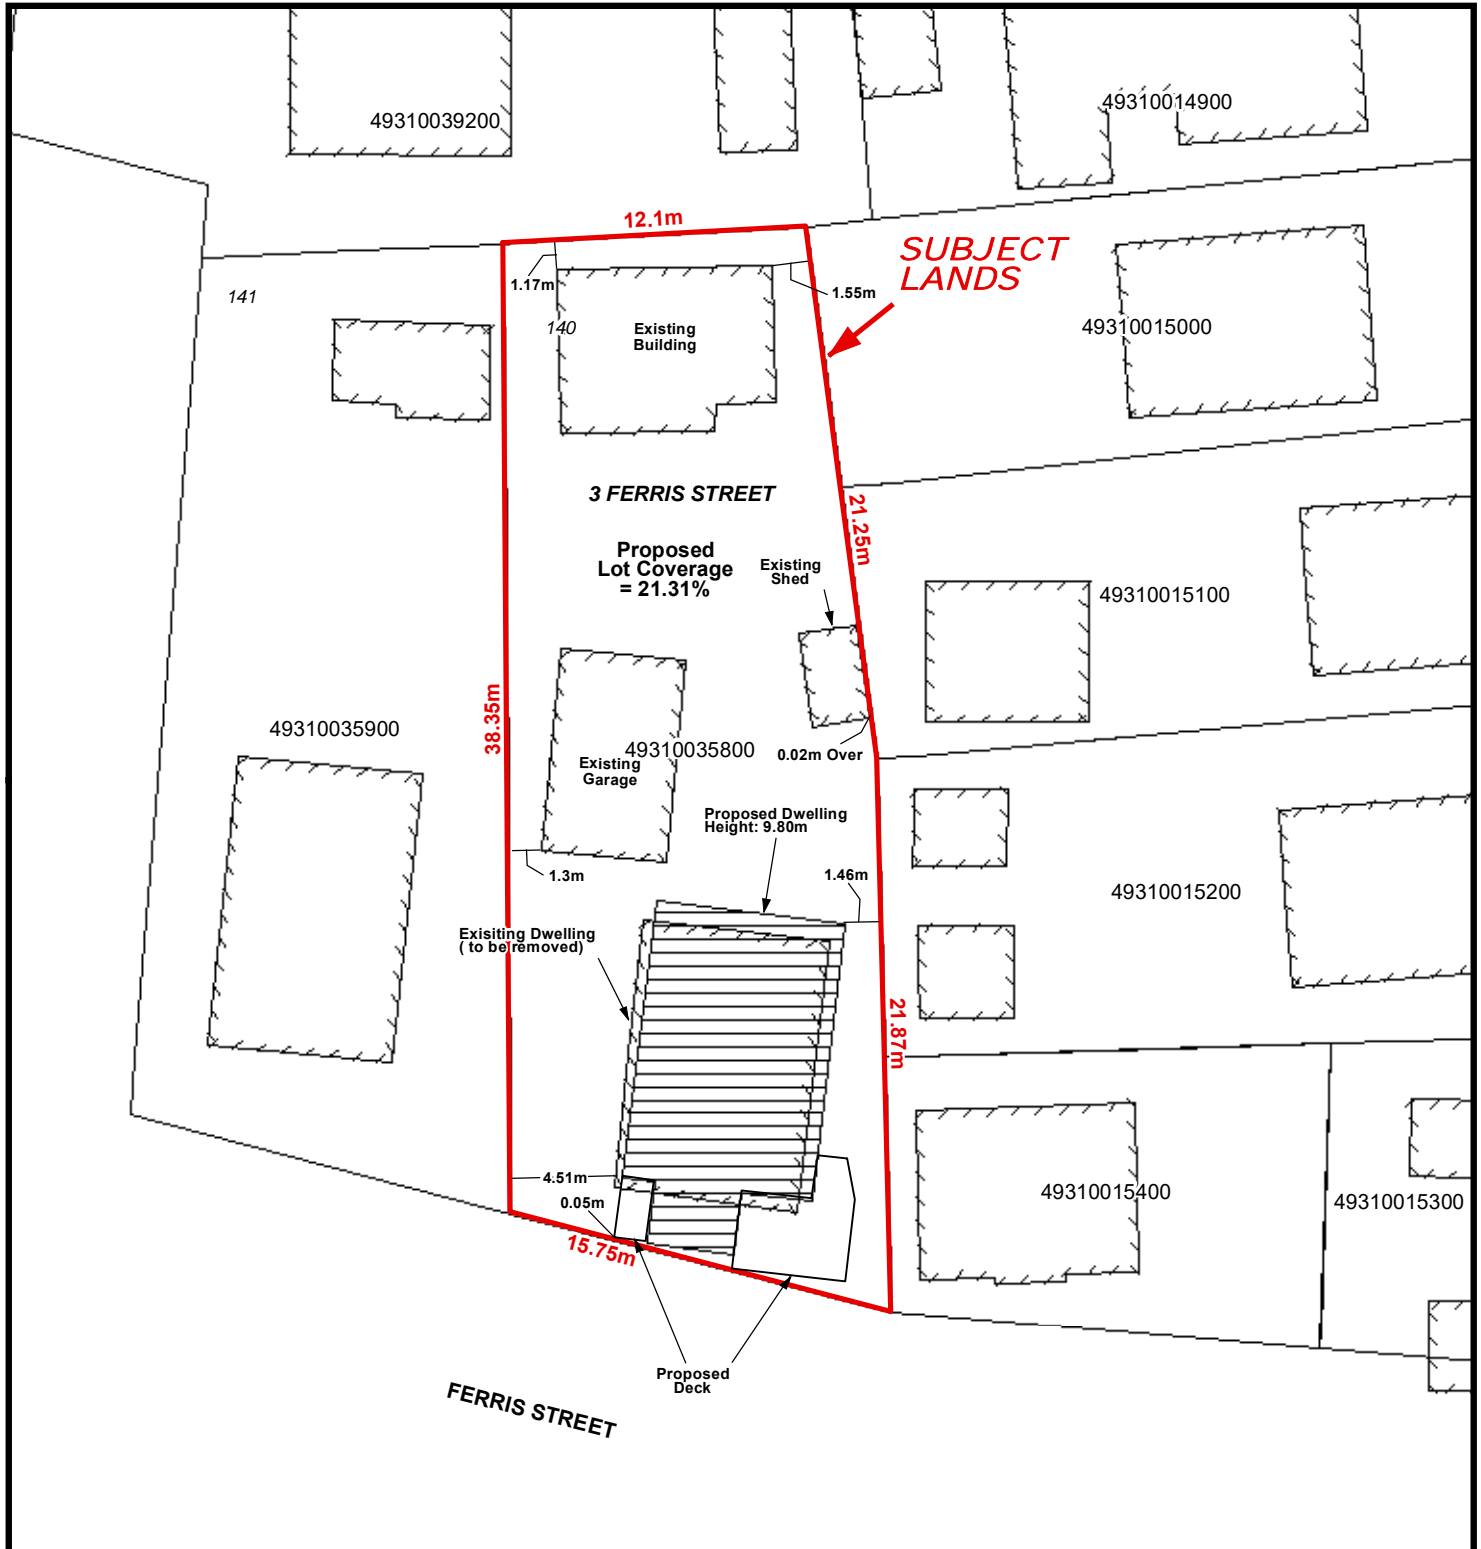 49310039200
49310014900
12.1m
SUBJECT
LANDS
1.17m
1.55m
141
140
Existing
Building
49310015000
3 FERRIS STREET
21.25m
Proposed
Lot Coverage
= 21.31%
Existing
Shed
49310015100
38.35m
49310035900
49310035800
0.02m Over
Existing
Garage
Proposed Dwelling
Height: 9.80m
1.3m
1.46m
49310015200
Exisiting Dwelling
( to be removed)
21.87m
4.51m
0.05m
49310015400
49310015300
15.75m
Proposed
Deck
FERRIS STREET